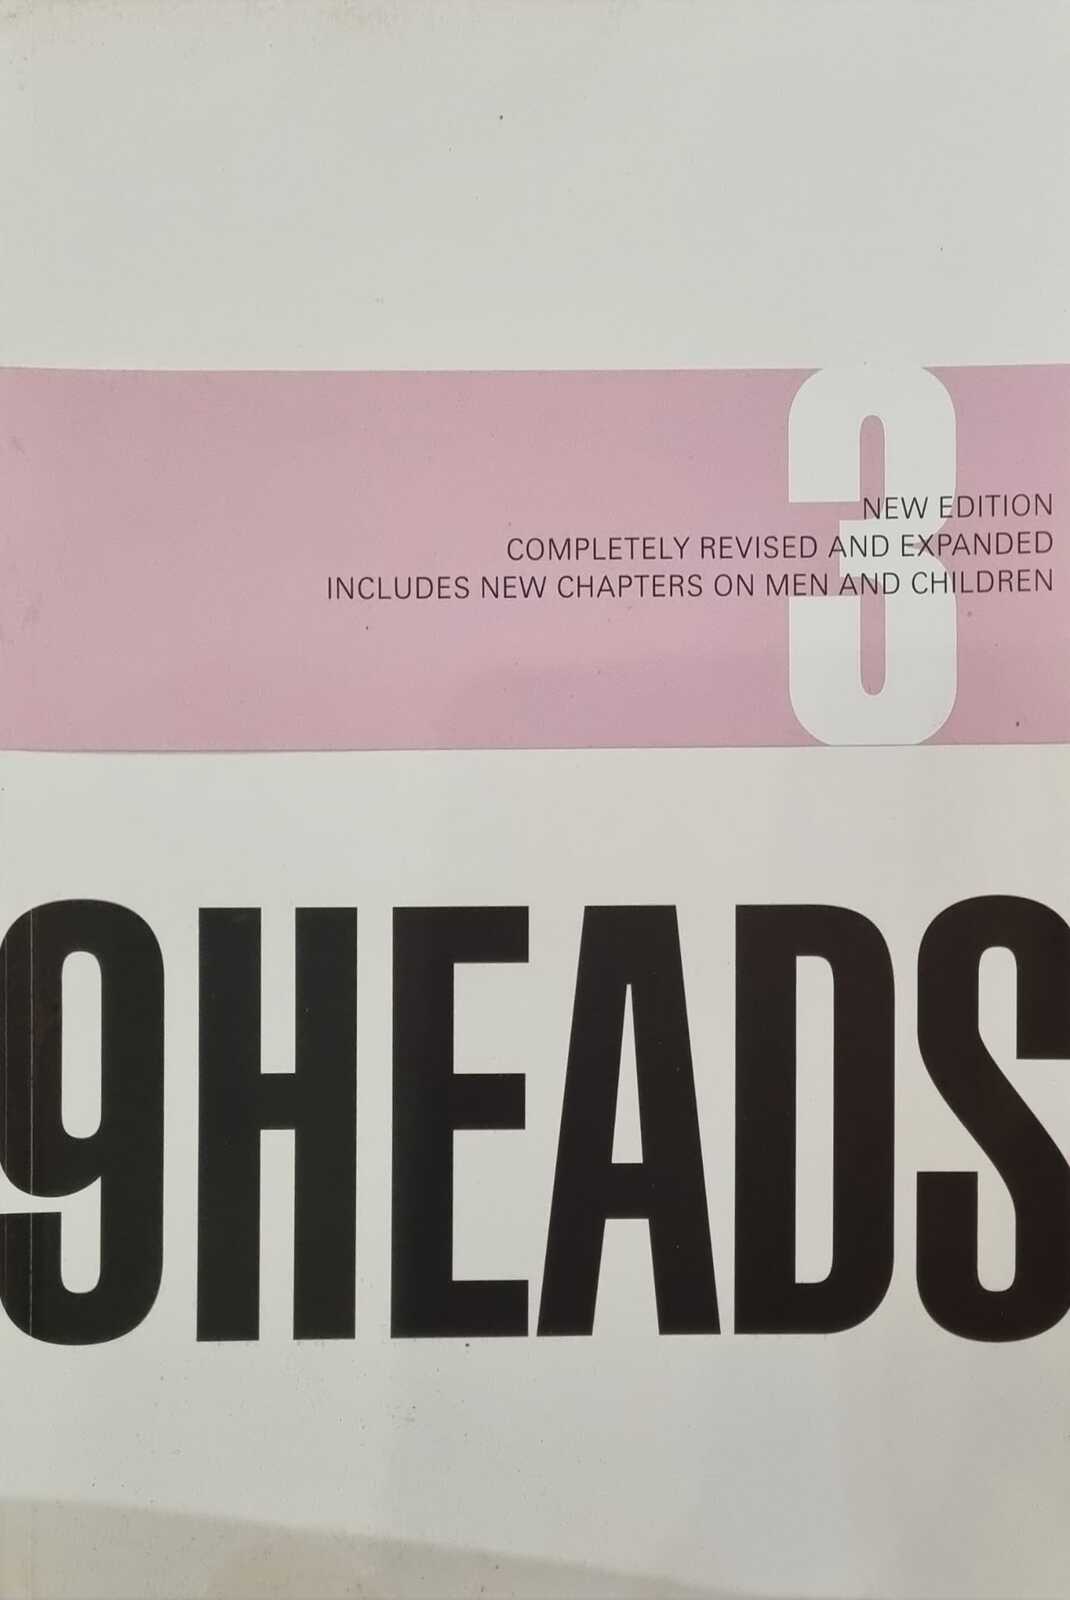 3
NEW EDITION
COMPLETELY REVISED AND EXPANDED
INCLUDES NEW CHAPTERS ON MEN AND CHILDREN
9HEADS